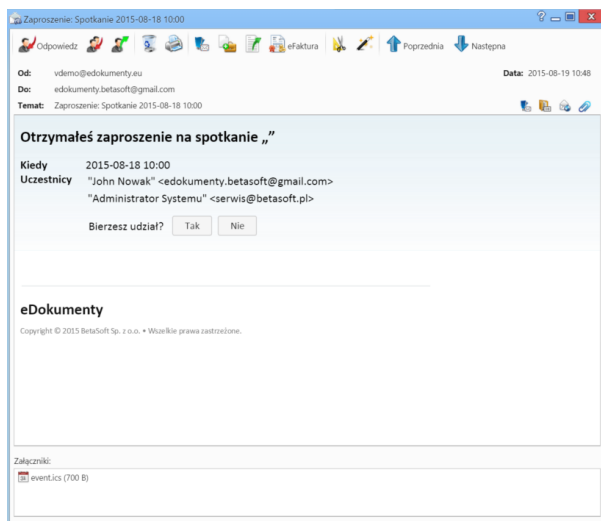 Zaproszenie: Spotkanie 2015-08-18 10:00
Odpowiedz eFaktura Poprzednia Następna
Od: vdemo@edokumenty.eu Data: 2015-08-19 10:48
Do: edokumenty.betasoft@gmail.com
Temat: Zaproszenie: Spotkanie 2015-08-18 10:00
Otrzymałeś zaproszenie na spotkanie „”
Kiedy 2015-08-18 10:00
Uczestnicy "John Nowak" <edokumenty.betasoft@gmail.com>
"Administrator Systemu" <serwis@betasoft.pl>
Bierzesz udział? Tak Nie
eDokumenty
Copyright © 2015 BetaSoft Sp. z o.o. • Wszelkie prawa zastrzeżone.
Załączniki:
event.ics (700 B)